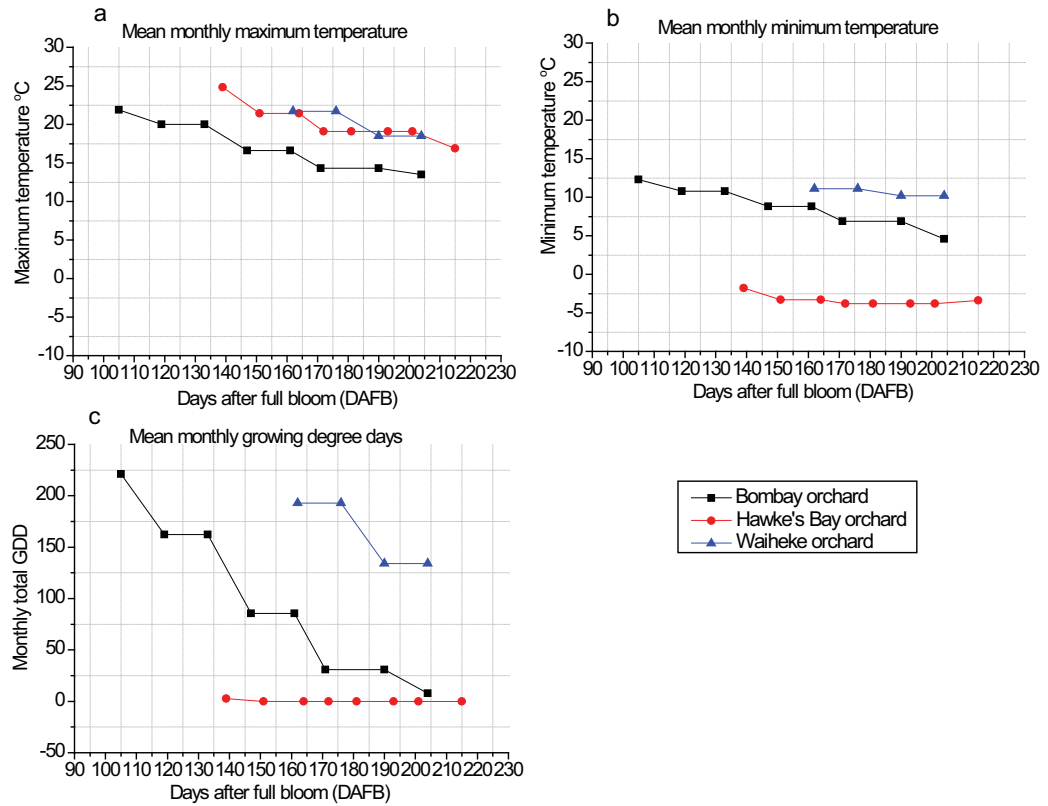 a
Mean monthly maximum temperature
30
25
20
15
10
5
0
-5
-10
Maximum temperature °C
90 100 110 120 130 140 150 160 170 180 190 200 210 220 230
Days after full bloom (DAFB)
b
Mean monthly minimum temperature
30
25
20
15
10
5
0
-5
-10
Minimum temperature °C
90 100 110 120 130 140 150 160 170 180 190 200 210 220 230
Days after full bloom (DAFB)
c
Mean monthly growing degree days
250
200
150
100
50
0
-50
Monthly total GDD
90 100 110 120 130 140 150 160 170 180 190 200 210 220 230
Days after full bloom (DAFB)
Bombay orchard
Hawke's Bay orchard
Waiheke orchard